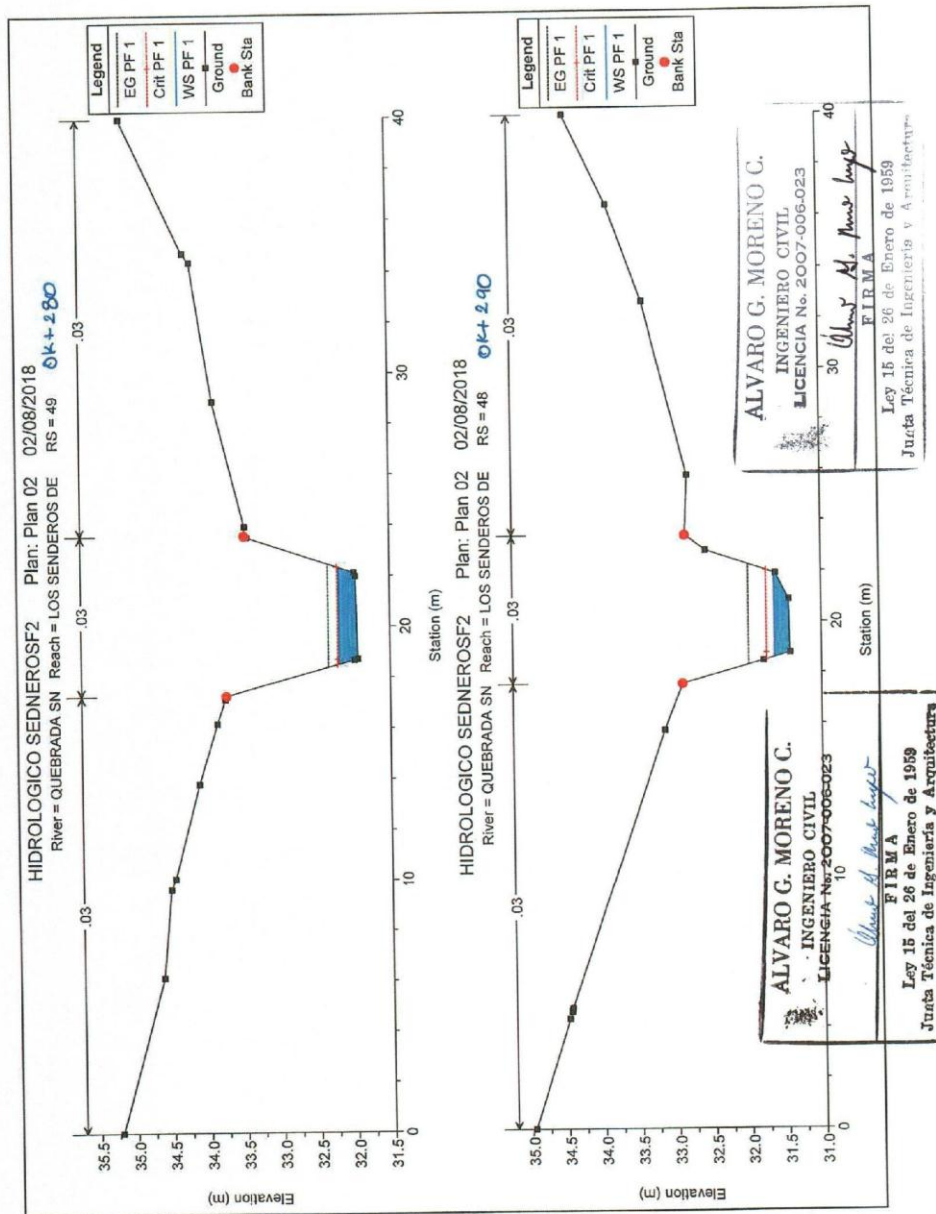 HIDROLOGICO SEDNEROSF2 Plan: Plan 02 02/08/2018
River = QUEBRADA SN Reach = LOS SENDEROS DE RS = 49 0K+280
.03
.03
.03
Legend
EG PF 1
Crit PF 1
WS PF 1
Ground
Bank Sta
Elevation (m)
35.5
35.0
34.5
34.0
33.5
33.0
32.5
32.0
31.5
0
10
20
30
40
Station (m)
HIDROLOGICO SEDNEROSF2 Plan: Plan 02 02/08/2018
River = QUEBRADA SN Reach = LOS SENDEROS DE RS = 48 0K+290
.03
.03
.03
Legend
EG PF 1
Crit PF 1
WS PF 1
Ground
Bank Sta
Elevation (m)
35.0
34.5
34.0
33.5
33.0
32.5
32.0
31.5
31.0
0
10
20
30
40
Station (m)
ALVARO G. MORENO C.
INGENIERO CIVIL
LICENCIA No. 2007-006-023
FIRMA
Ley 15 del 26 de Enero de 1959
Junta Técnica de Ingeniería y Arquitectura
ALVARO G. MORENO C.
INGENIERO CIVIL
LICENCIA No. 2007-006-023
FIRMA
Ley 15 del 26 de Enero de 1959
Junta Técnica de Ingeniería y Arquitectura